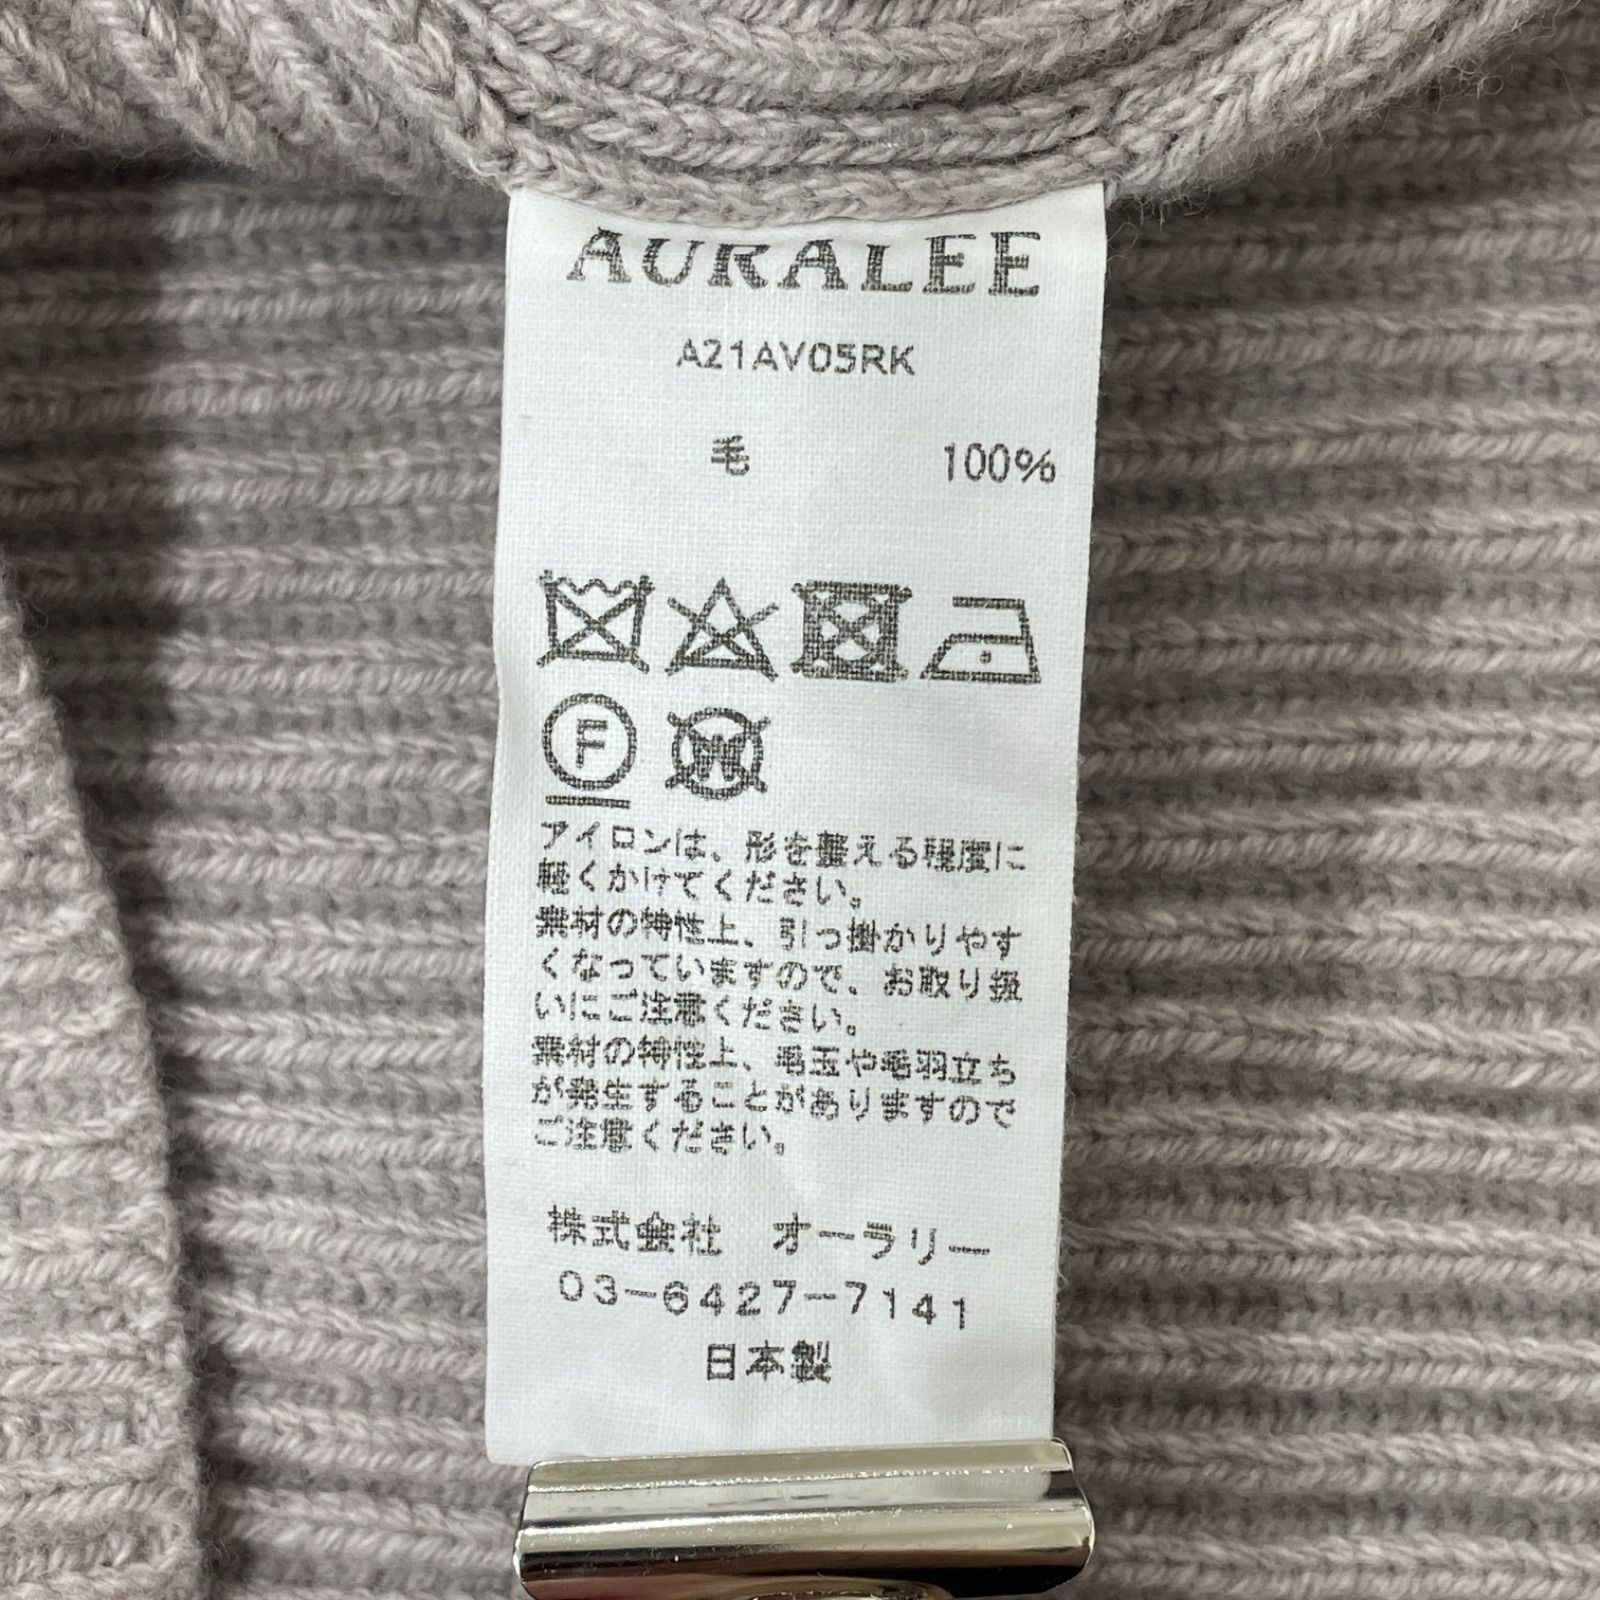 AURALEE
A21AV05RK
毛 100%
F
W
アイロンは、形を整える程度に
軽くかけてください。
素材の特性上、引っ掛かりやす
くなっていますので、お取り扱
いにご注意ください。
素材の特性上、毛玉や毛羽立ち
が発生することがありますので
ご注意ください。
株式会社 オーラリー
03-6427-7141
日本製